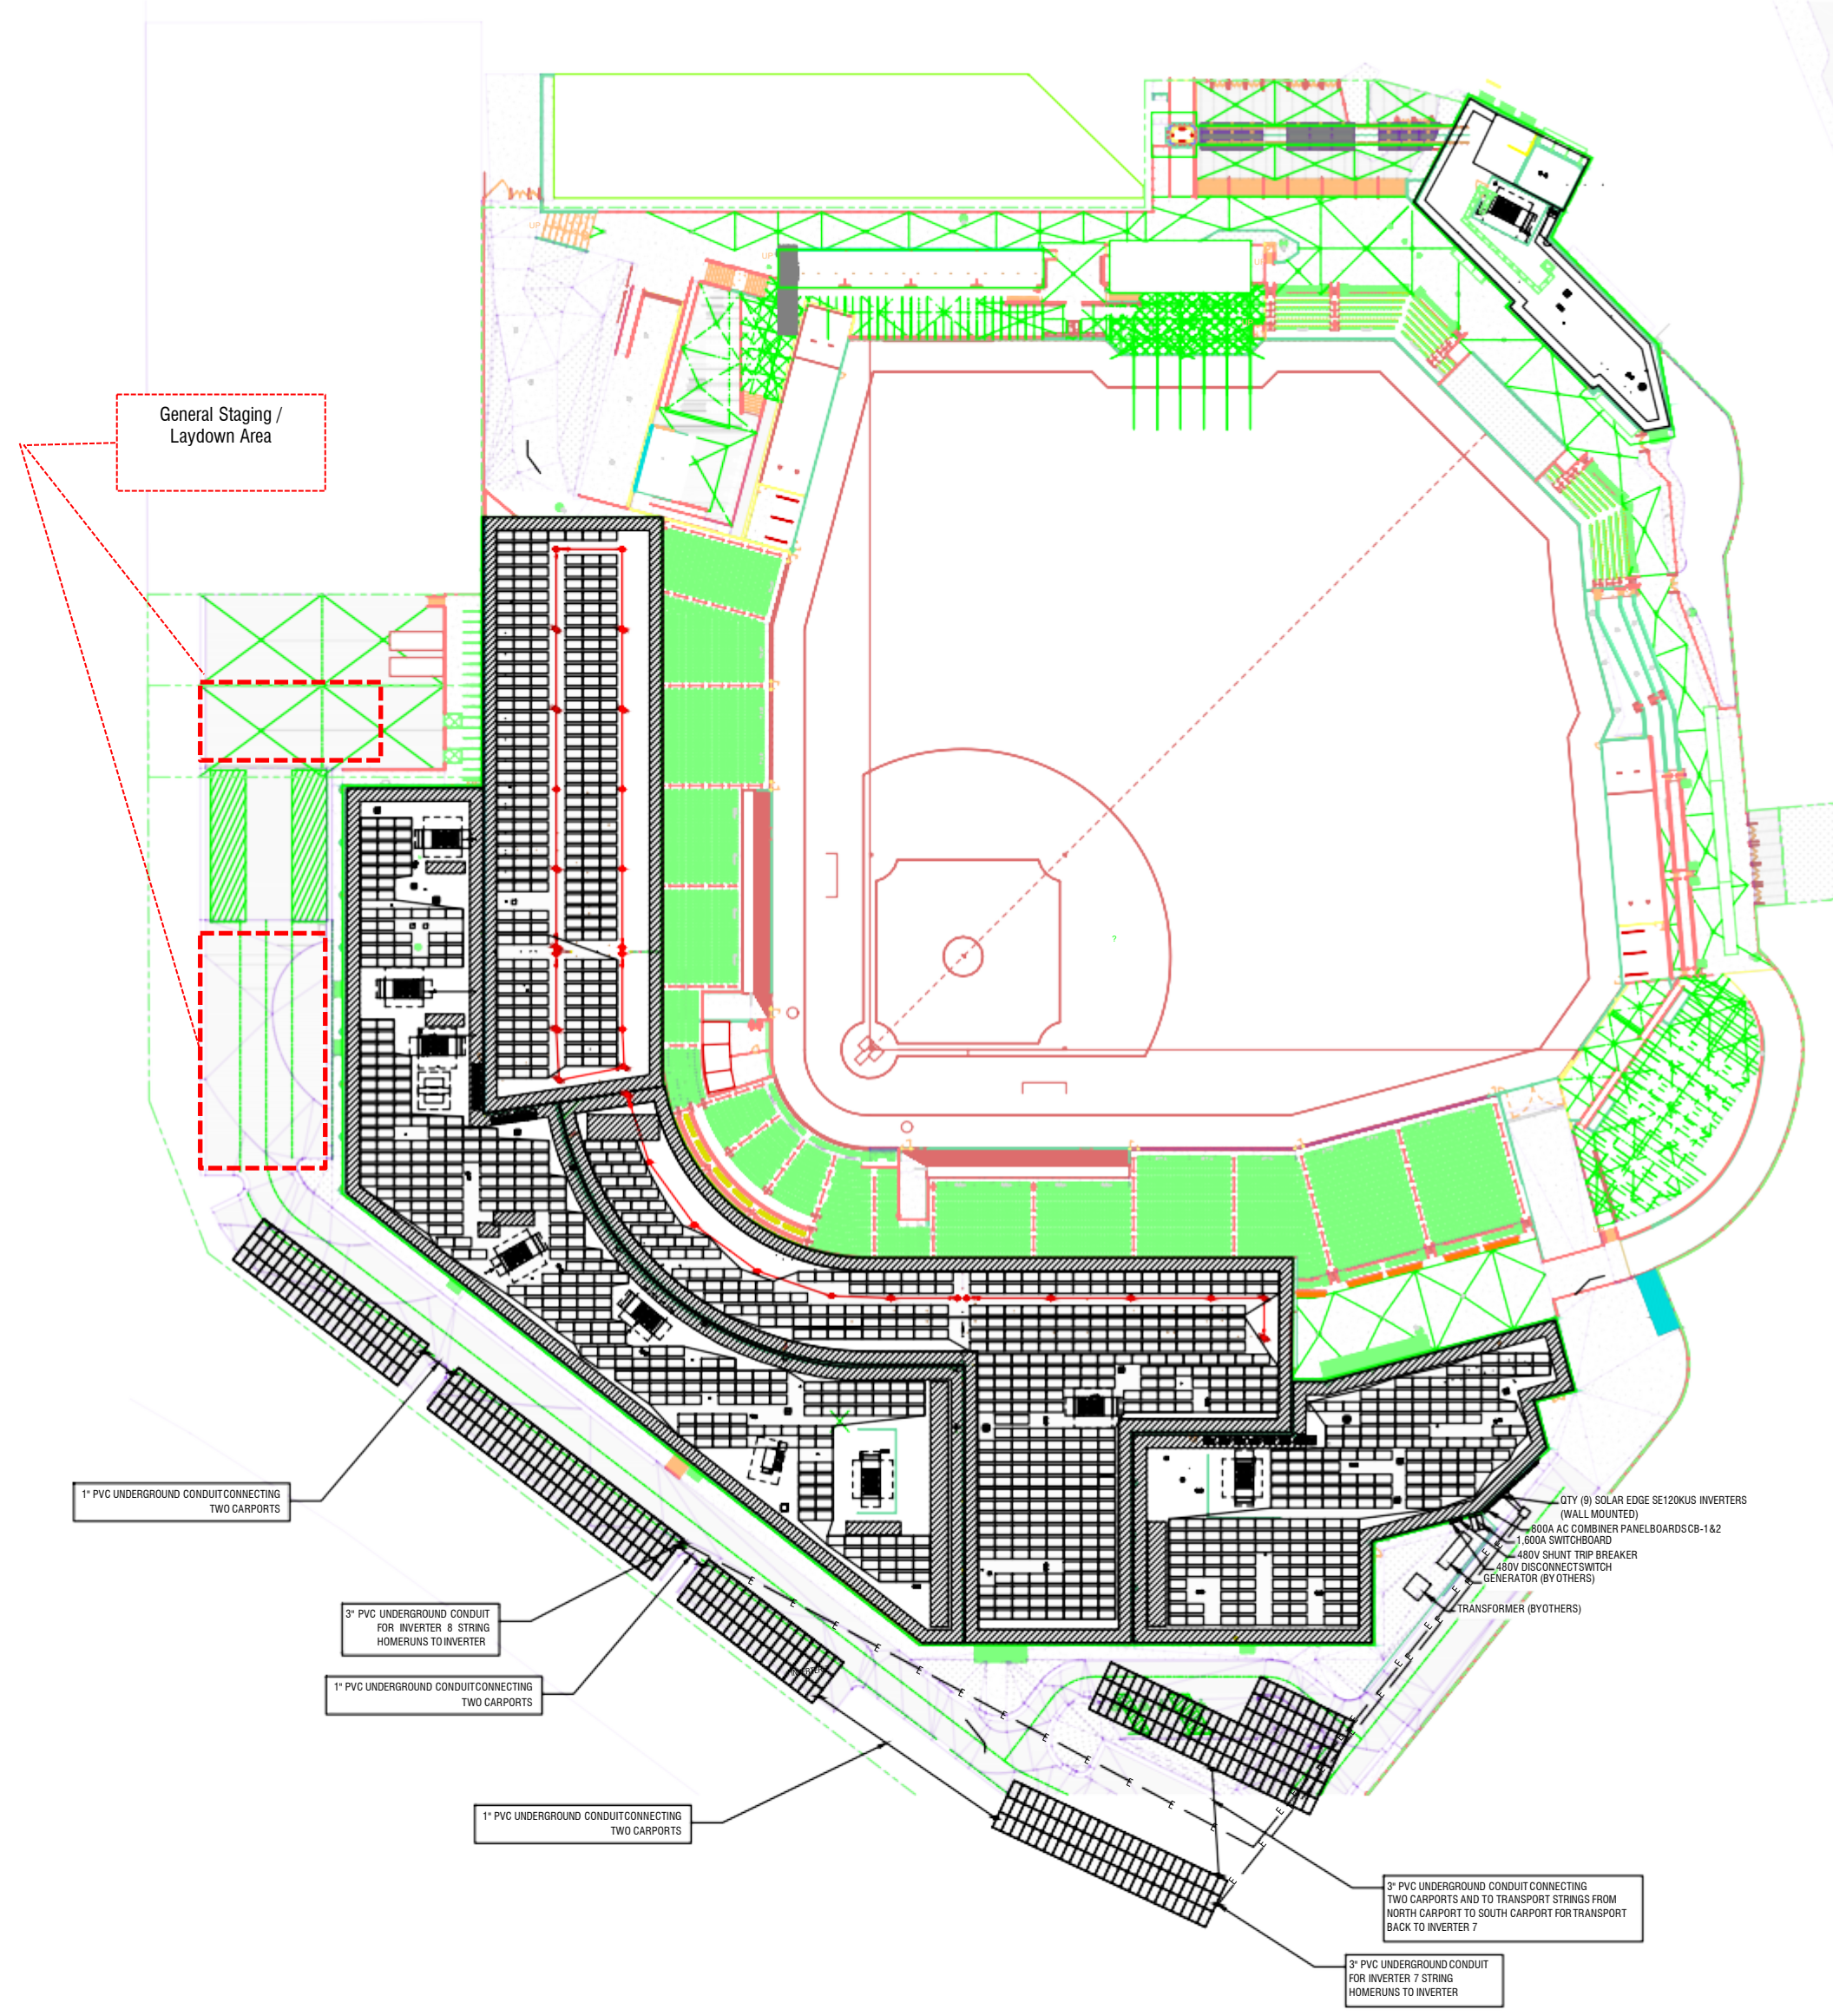 UP
UP
UP
General Staging /
Laydown Area
?
1" PVC UNDERGROUND CONDUIT CONNECTING
TWO CARPORTS
3" PVC UNDERGROUND CONDUIT
FOR INVERTER 8 STRING
HOMERUNS TO INVERTER
1" PVC UNDERGROUND CONDUIT CONNECTING
TWO CARPORTS
1" PVC UNDERGROUND CONDUIT CONNECTING
TWO CARPORTS
QTY (9) SOLAR EDGE SE120KUS INVERTERS
(WALL MOUNTED)
800A AC COMBINER PANELBOARDS CB-1&2
1,600A SWITCHBOARD
480V SHUNT TRIP BREAKER
480V DISCONNECT SWITCH
GENERATOR (BY OTHERS)
TRANSFORMER (BY OTHERS)
E
E
E
E
E
E
E
E
E
E
E
E
3" PVC UNDERGROUND CONDUIT CONNECTING
TWO CARPORTS AND TO TRANSPORT STRINGS FROM
NORTH CARPORT TO SOUTH CARPORT FOR TRANSPORT
BACK TO INVERTER 7
3" PVC UNDERGROUND CONDUIT
FOR INVERTER 7 STRING
HOMERUNS TO INVERTER